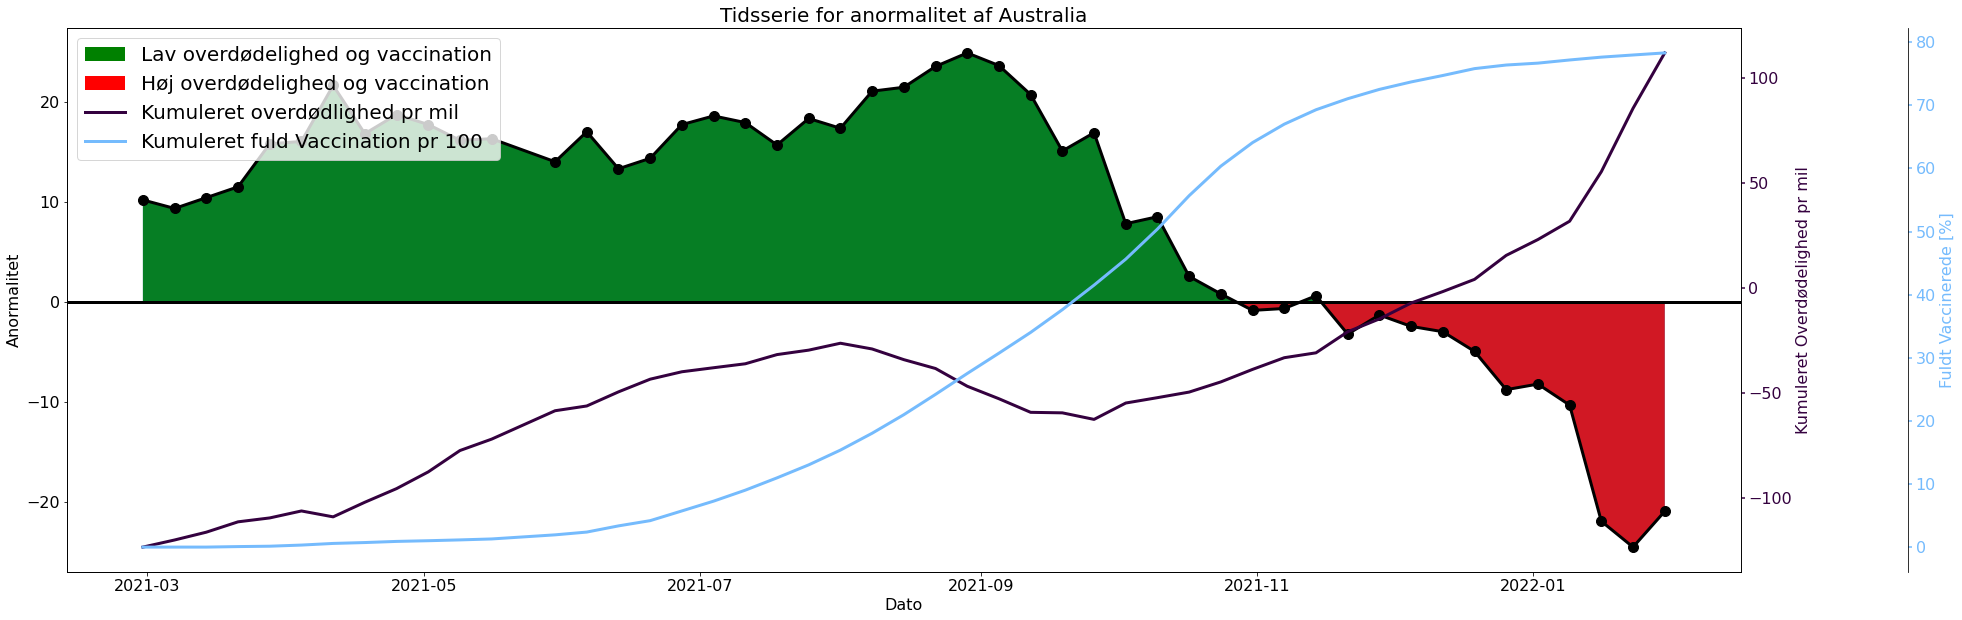 Tidsserie for anormalitet af Australia
Lav overdødelighed og vaccination
Høj overdødelighed og vaccination
Kumuleret overdødlighed pr mil
Kumuleret fuld Vaccination pr 100
Anormalitet
20
10
0
−10
−20
2021-03
2021-05
2021-07
2021-09
2021-11
2022-01
Dato
100
50
0
−50
−100
Kumuleret Overdødelighed pr mil
80
70
60
50
40
30
20
10
0
Fuldt Vaccinerede [%]